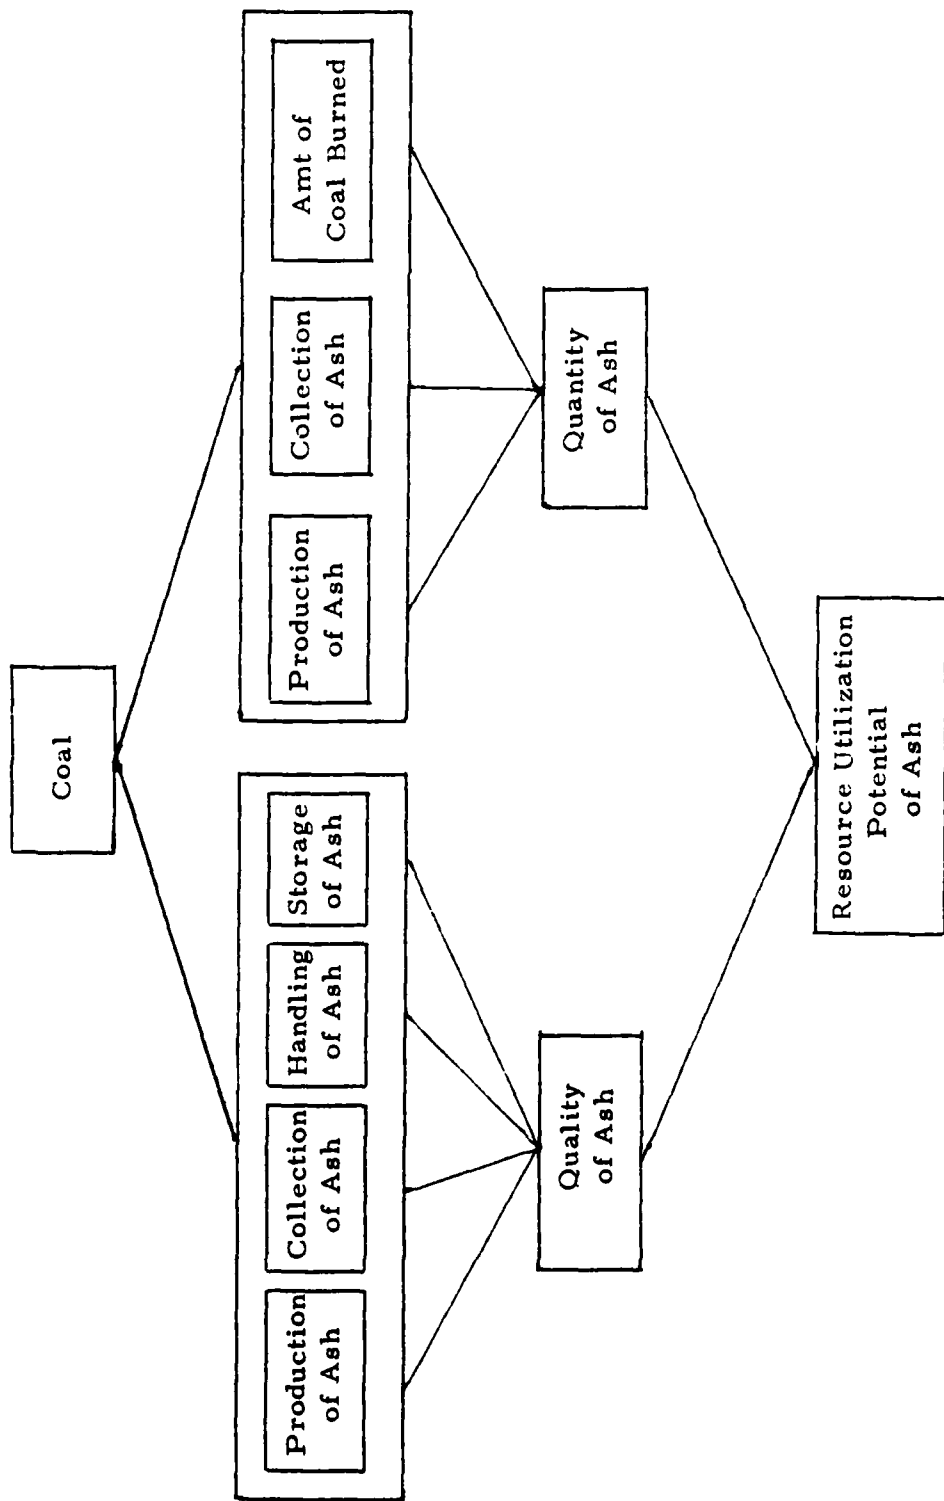 Coal
Production
of Ash
Collection
of Ash
Handling
of Ash
Storage
of Ash
Production
of Ash
Collection
of Ash
Amt of
Coal Burned
Quality
of Ash
Quantity
of Ash
Resource Utilization
Potential
of Ash